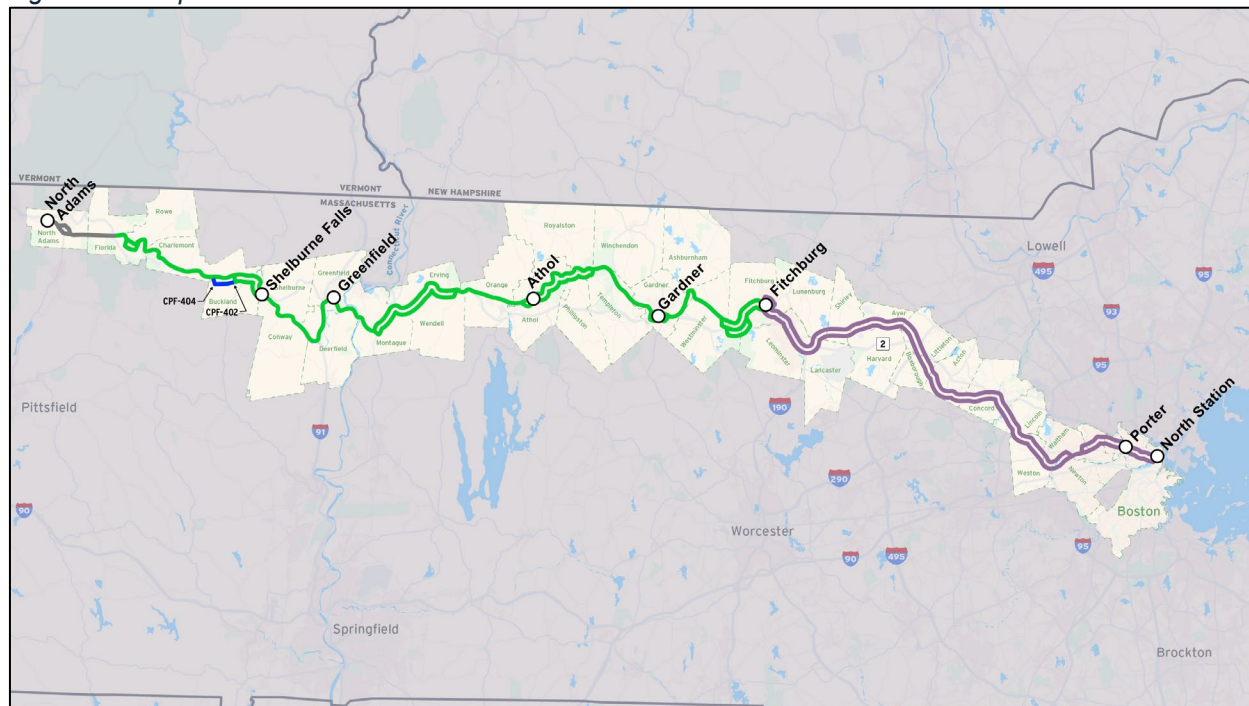 VERMONT
VERMONT
NEW HAMPSHIRE
MASSACHUSETTS
North
Adams
North
Adams
Florida
Rowe
Charlemont
CPF-404
CPF-402
Buckland
Shelburne Falls
Shelburne
Greenfield
Greenfield
Connecticut River
Conway
Deerfield
Montague
Erving
Wendell
Orange
Athol
Athol
Royalston
Phillipston
Templeton
Winchendon
Gardner
Gardner
Ashburnham
Westminster
Fitchburg
Fitchburg
Leominster
Lunenburg
Lancaster
Shirley
Ayer
2
Harvard
Boxborough
Littleton
Acton
Concord
Lincoln
Weston
Waltham
Newton
Porter
North Station
Boston
Lowell
495
95
93
95
190
290
Pittsfield
91
90
Worcester
90
495
95
Springfield
Brockton